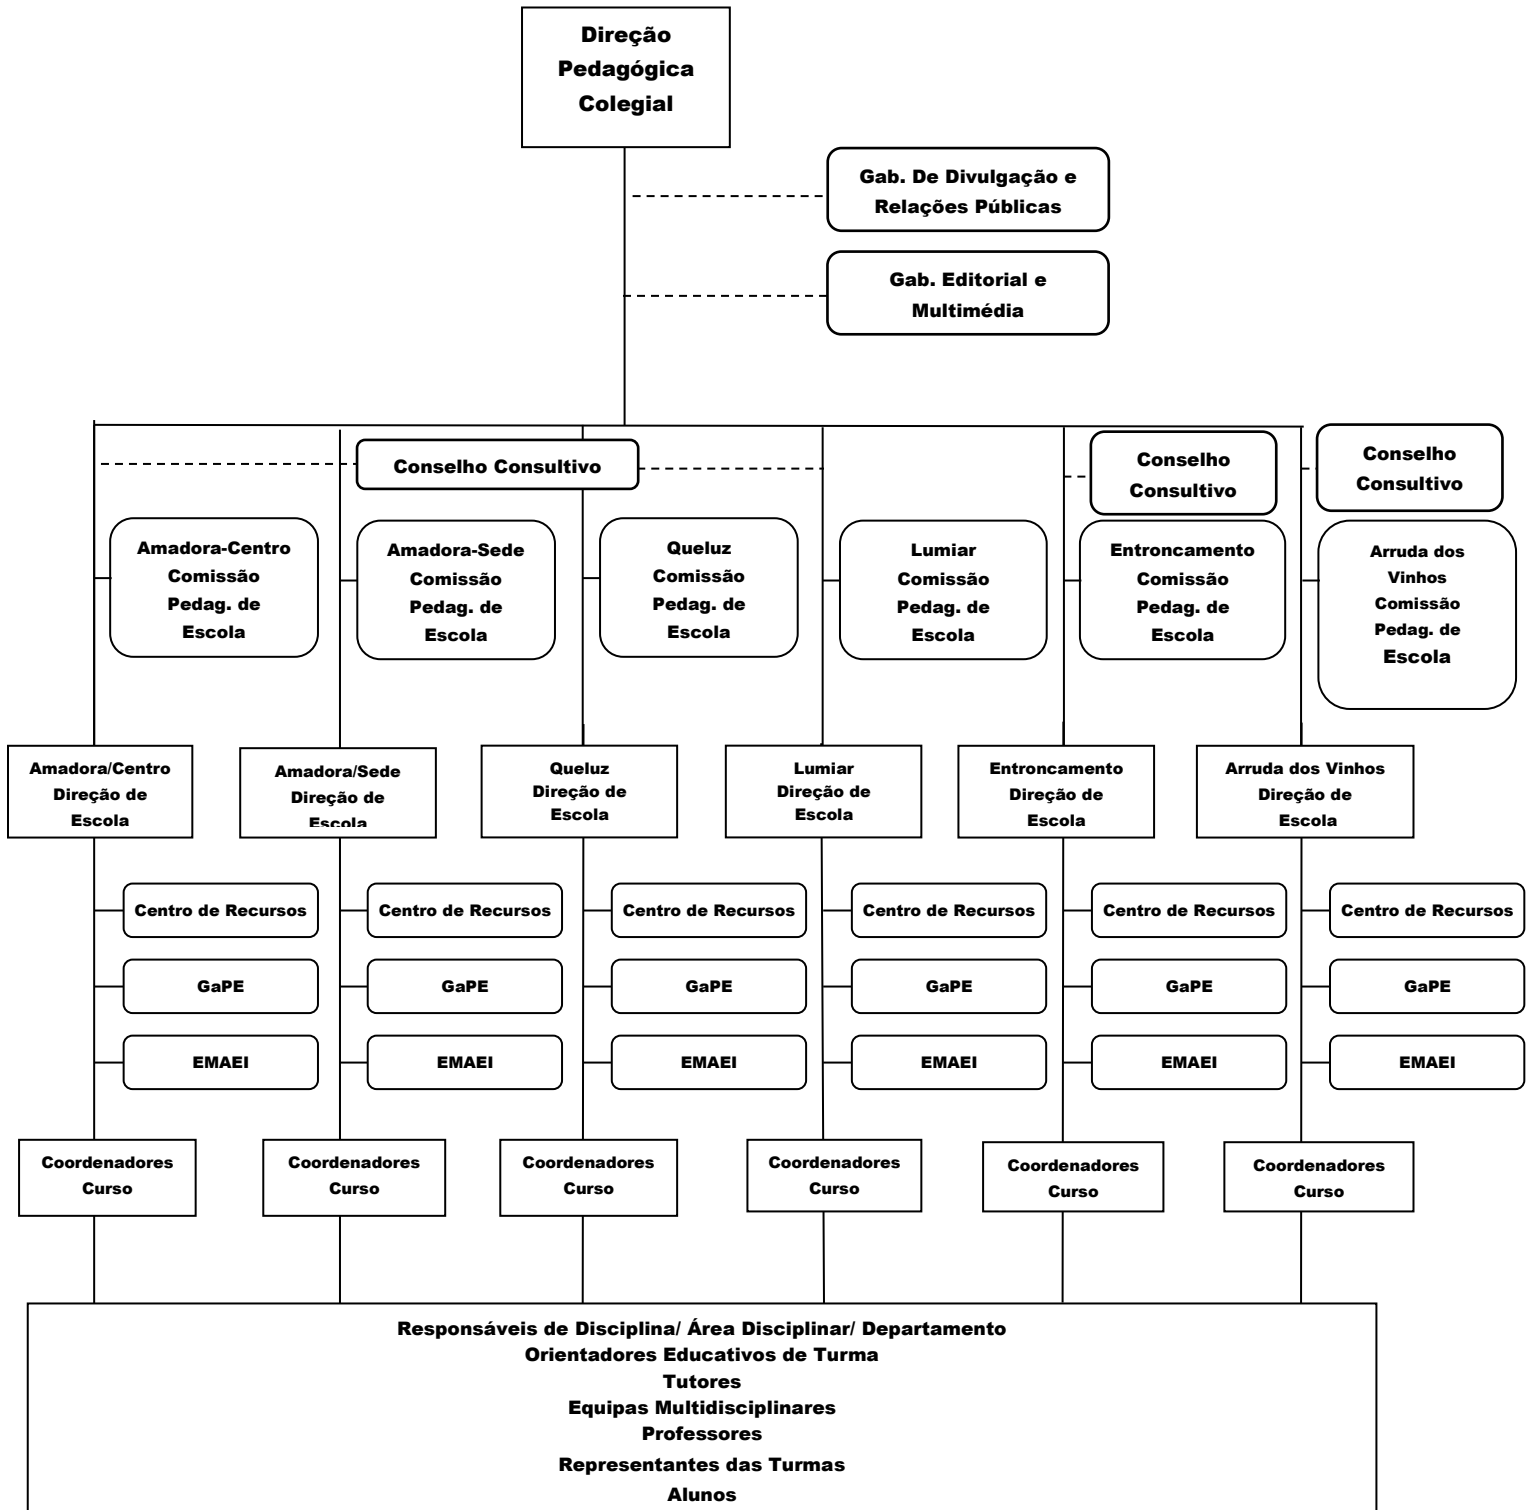 Direção
Pedagógica
Colegial
Gab. De Divulgação e
Relações Públicas
Gab. Editorial e
Multimédia
Conselho Consultivo
Conselho
Consultivo
Conselho
Consultivo
Amadora-Centro
Comissão
Pedag. de
Escola
Amadora-Sede
Comissão
Pedag. de
Escola
Queluz
Comissão
Pedag. de
Escola
Lumiar
Comissão
Pedag. de
Escola
Entroncamento
Comissão
Pedag. de
Escola
Arruda dos
Vinhos
Comissão
Pedag. de
Escola
Amadora/Centro
Direção de
Escola
Amadora/Sede
Direção de
Escola
Queluz
Direção de
Escola
Lumiar
Direção de
Escola
Entroncamento
Direção de
Escola
Arruda dos Vinhos
Direção de
Escola
Centro de Recursos
Centro de Recursos
Centro de Recursos
Centro de Recursos
Centro de Recursos
Centro de Recursos
GaPE
GaPE
GaPE
GaPE
GaPE
GaPE
EMAEI
EMAEI
EMAEI
EMAEI
EMAEI
EMAEI
Coordenadores
Curso
Coordenadores
Curso
Coordenadores
Curso
Coordenadores
Curso
Coordenadores
Curso
Coordenadores
Curso
Responsáveis de Disciplina/ Área Disciplinar/ Departamento
Orientadores Educativos de Turma
Tutores
Equipas Multidisciplinares
Professores
Representantes das Turmas
Alunos